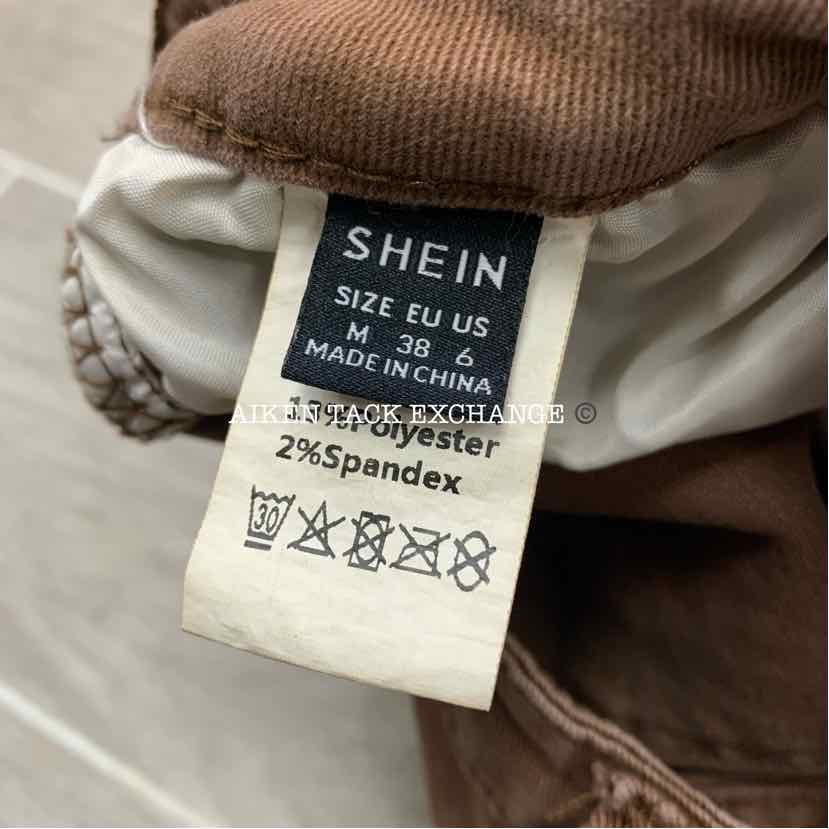 SHEIN
SIZE EU US
M 38 6
MADE IN CHINA
AIKEN TACK EXCHANGE ©
%Polyester
2%Spandex
30